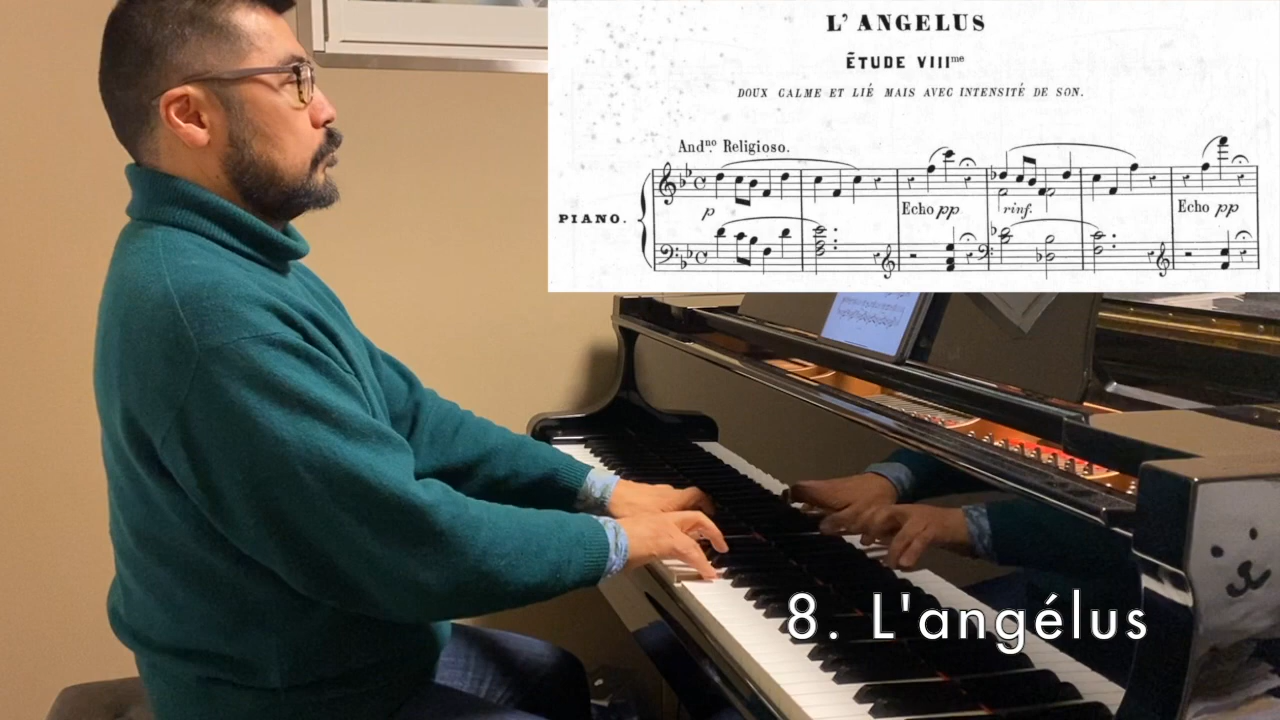 L' ANGELUS
ÉTUDE VIIIme
DOUX CALME ET LIÉ MAIS AVEC INTENSITÉ DE SON.
Andno. Religioso.
PIANO.
p
Echo pp
rinf.
Echo pp
8. L'angélus